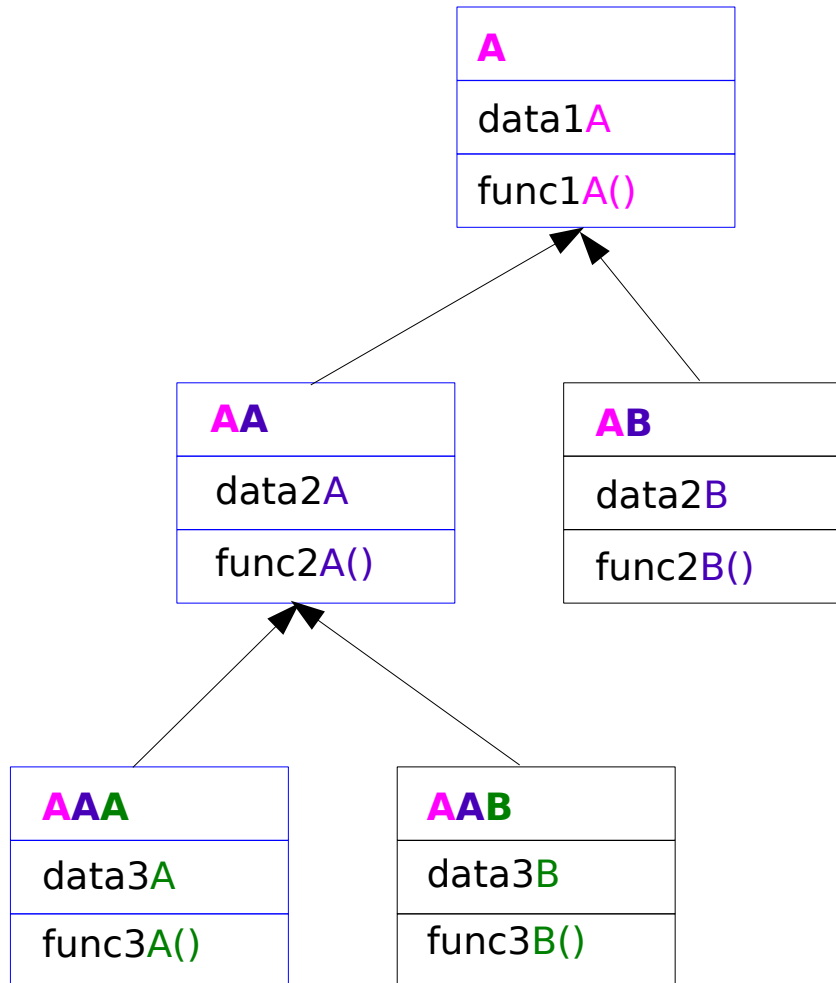 A
data1A
func1A()
AA
data2A
func2A()
AB
data2B
func2B()
AAA
data3A
func3A()
AAB
data3B
func3B()